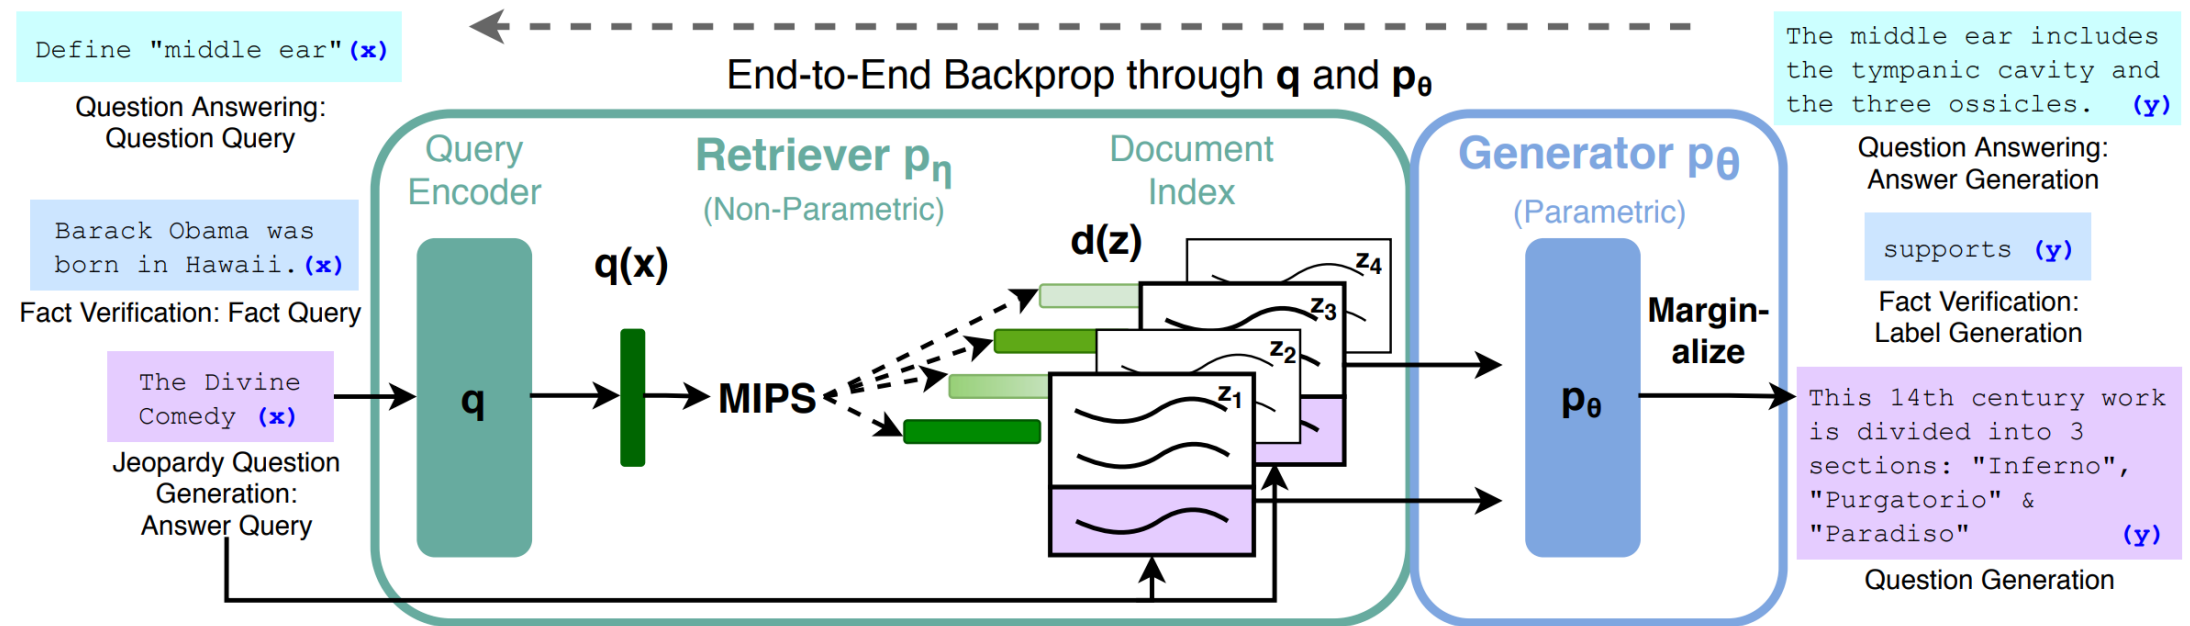 Define "middle ear" (x)
Question Answering:
Question Query
Barack Obama was
born in Hawaii. (x)
Fact Verification: Fact Query
The Divine
Comedy (x)
Jeopardy Question
Generation:
Answer Query
End-to-End Backprop through q and pθ
Query
Encoder
q
q(x)
Retriever pη
(Non-Parametric)
MIPS
Document
Index
d(z)
z4
z3
z2
z1
Generator pθ
(Parametric)
pθ
Margin-
alize
The middle ear includes
the tympanic cavity and
the three ossicles. (y)
Question Answering:
Answer Generation
supports (y)
Fact Verification:
Label Generation
This 14th century work
is divided into 3
sections: "Inferno",
"Purgatorio" &
"Paradiso" (y)
Question Generation